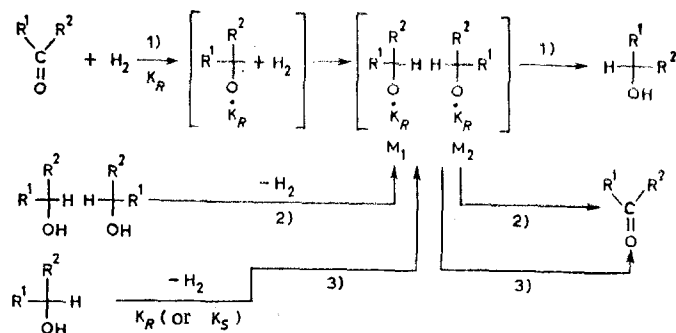 R¹ R² C O + H₂ 1) K_R [ R² R¹ + H₂ O • K_R ] [ R² R² R¹ H H R¹ O O • • K_R K_R ] 1) R¹ H R² OH
M₁ M₂
R² R² R¹ H H R¹ OH OH − H₂ 2) 2) R¹ R² C O
R² R¹ H OH − H₂ K_R (or K_S) 3) 3)